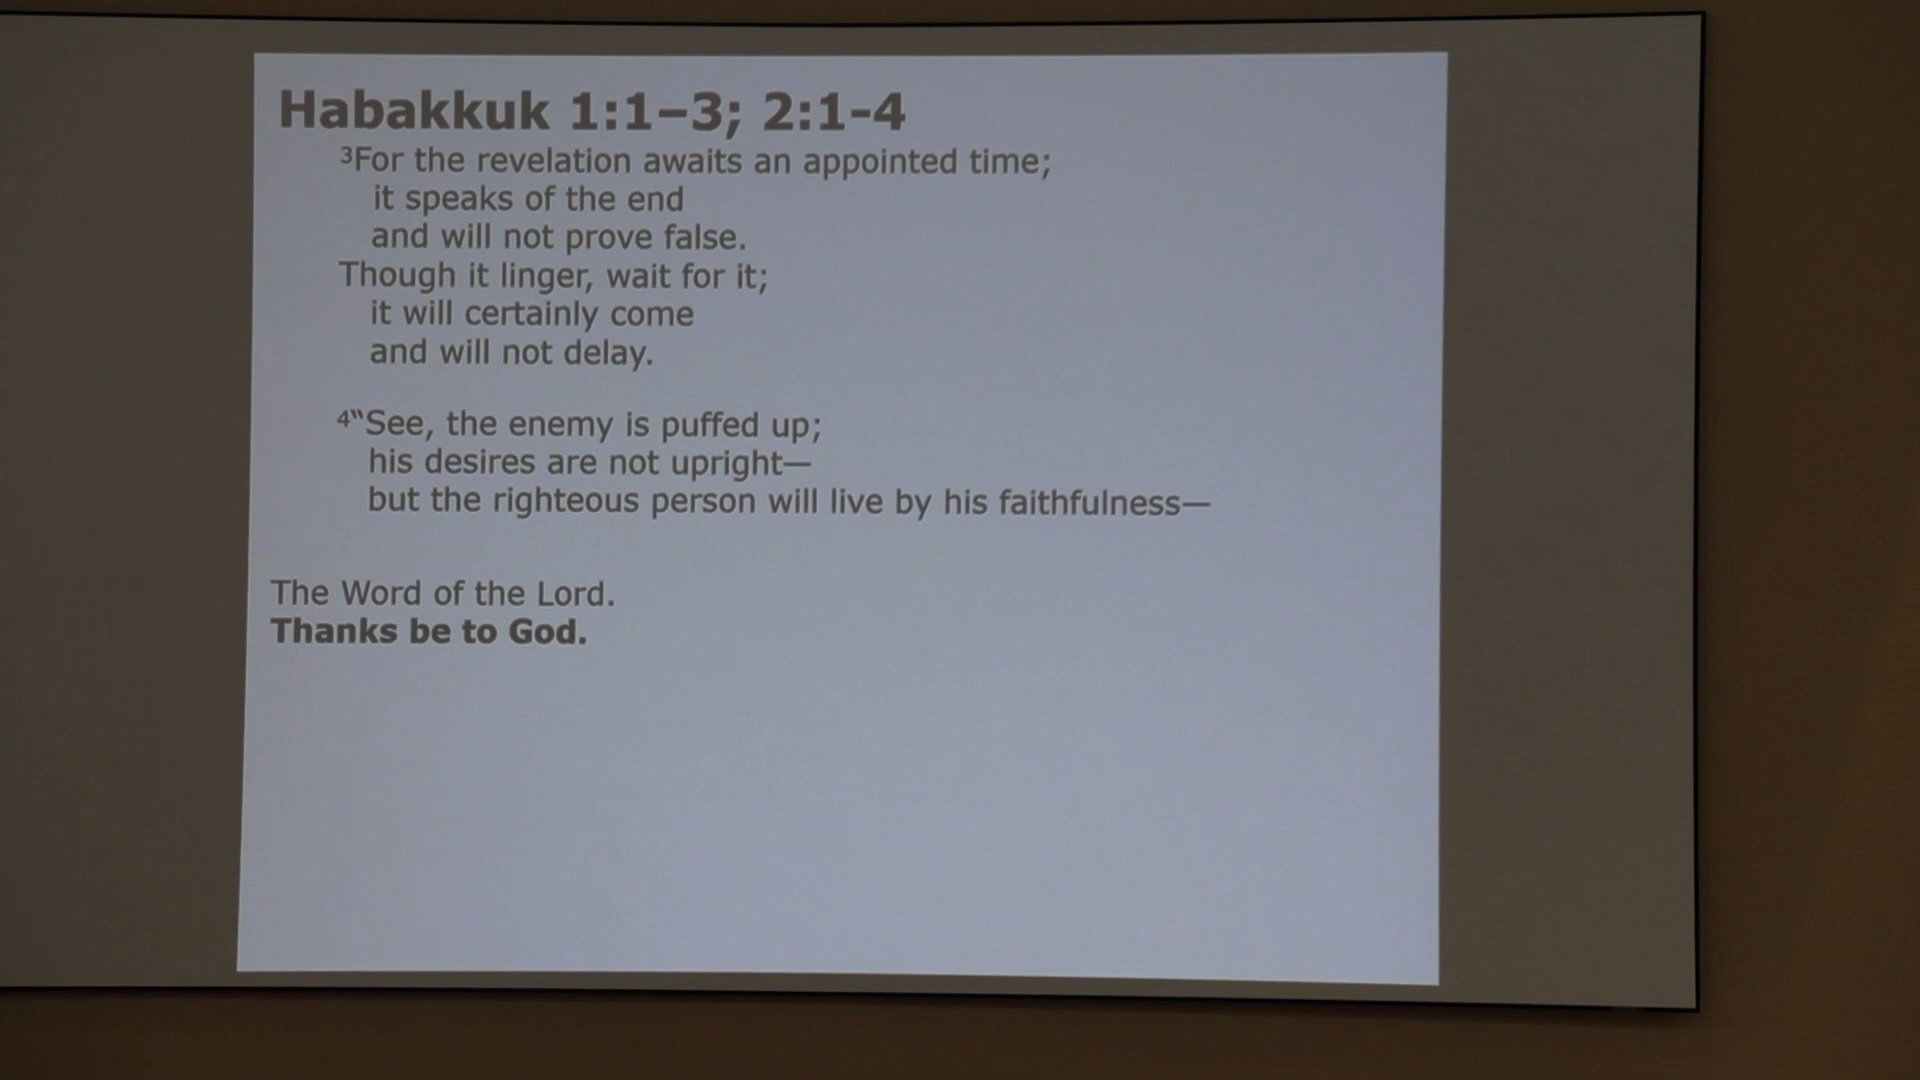 Habakkuk 1:1–3; 2:1-4
³For the revelation awaits an appointed time;
it speaks of the end
and will not prove false.
Though it linger, wait for it;
it will certainly come
and will not delay.
⁴“See, the enemy is puffed up;
his desires are not upright—
but the righteous person will live by his faithfulness—
The Word of the Lord.
Thanks be to God.